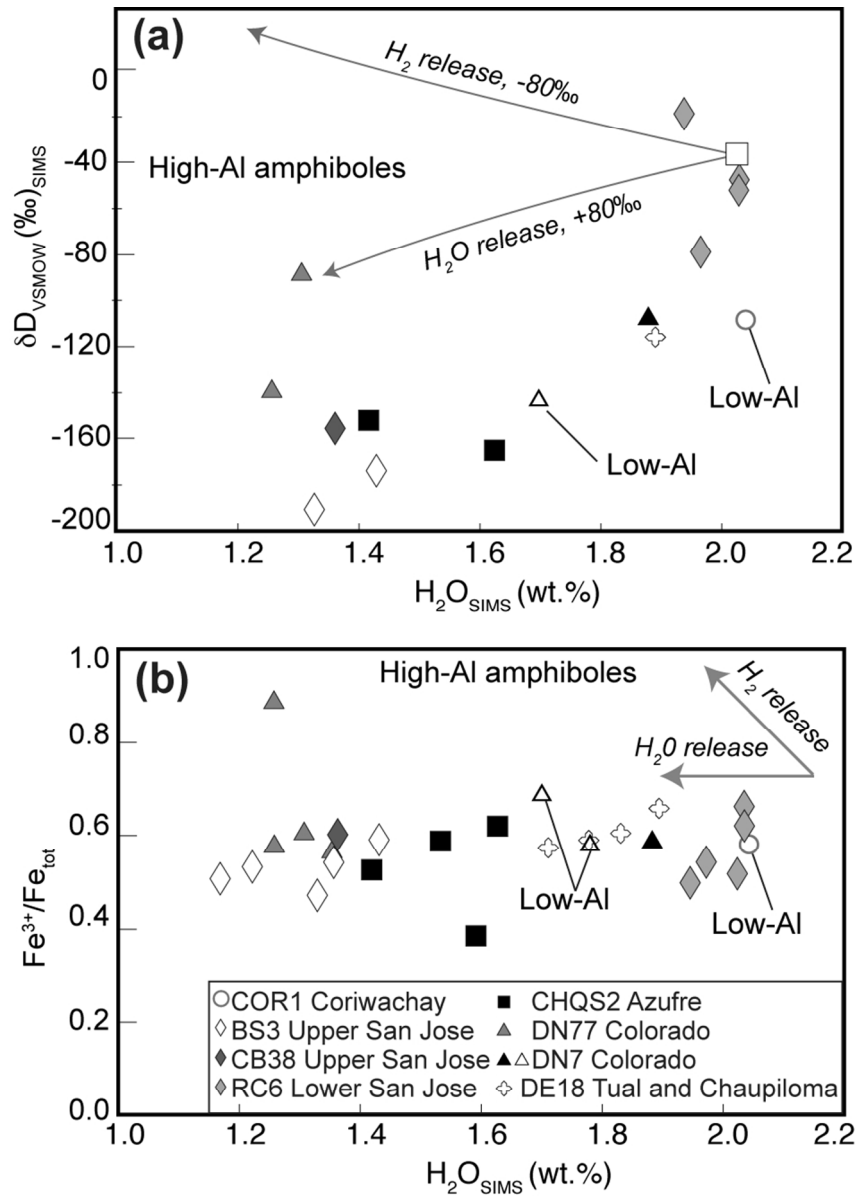 (a)
H₂ release, -80‰
High-Al amphiboles
H₂O release, +80‰
Low-Al
Low-Al
δD_VSMOW (‰)_SIMS
0
-40
-80
-120
-160
-200
1.0 1.2 1.4 1.6 1.8 2.0 2.2
H₂O_SIMS (wt.%)
(b)
High-Al amphiboles
H₂ release
H₂0 release
Low-Al
Low-Al
Fe³⁺/Fe_tot
1.0
0.8
0.6
0.4
0.2
0.0
COR1 Coriwachay CHQS2 Azufre
BS3 Upper San Jose DN77 Colorado
CB38 Upper San Jose DN7 Colorado
RC6 Lower San Jose DE18 Tual and Chaupiloma
1.0 1.2 1.4 1.6 1.8 2.0 2.2
H₂O_SIMS (wt.%)